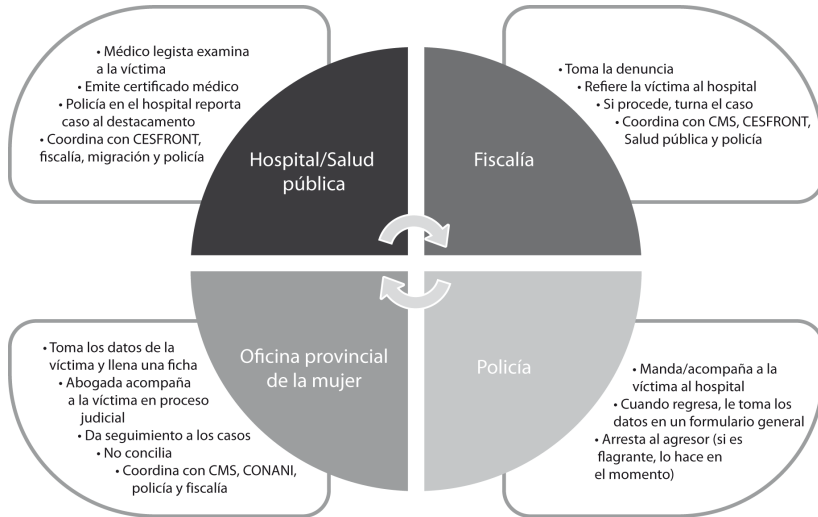 • Médico legista examina
a la víctima
• Emite certificado médico
• Policía en el hospital reporta
caso al destacamento
• Coordina con CESFRONT,
fiscalía, migración y policía
Hospital/Salud
pública
• Toma la denuncia
• Refiere la víctima al hospital
• Si procede, turna el caso
• Coordina con CMS, CESFRONT,
Salud pública y policía
Fiscalía
• Toma los datos de la
víctima y llena una ficha
• Abogada acompaña
a la víctima en proceso
judicial
• Da seguimiento a los casos
• No concilia
• Coordina con CMS, CONANI,
policía y fiscalía
Oficina provincial
de la mujer
Policía
• Manda/acompaña a la
víctima al hospital
• Cuando regresa, le toma los
datos en un formulario general
• Arresta al agresor (si es
flagrante, lo hace en
el momento)